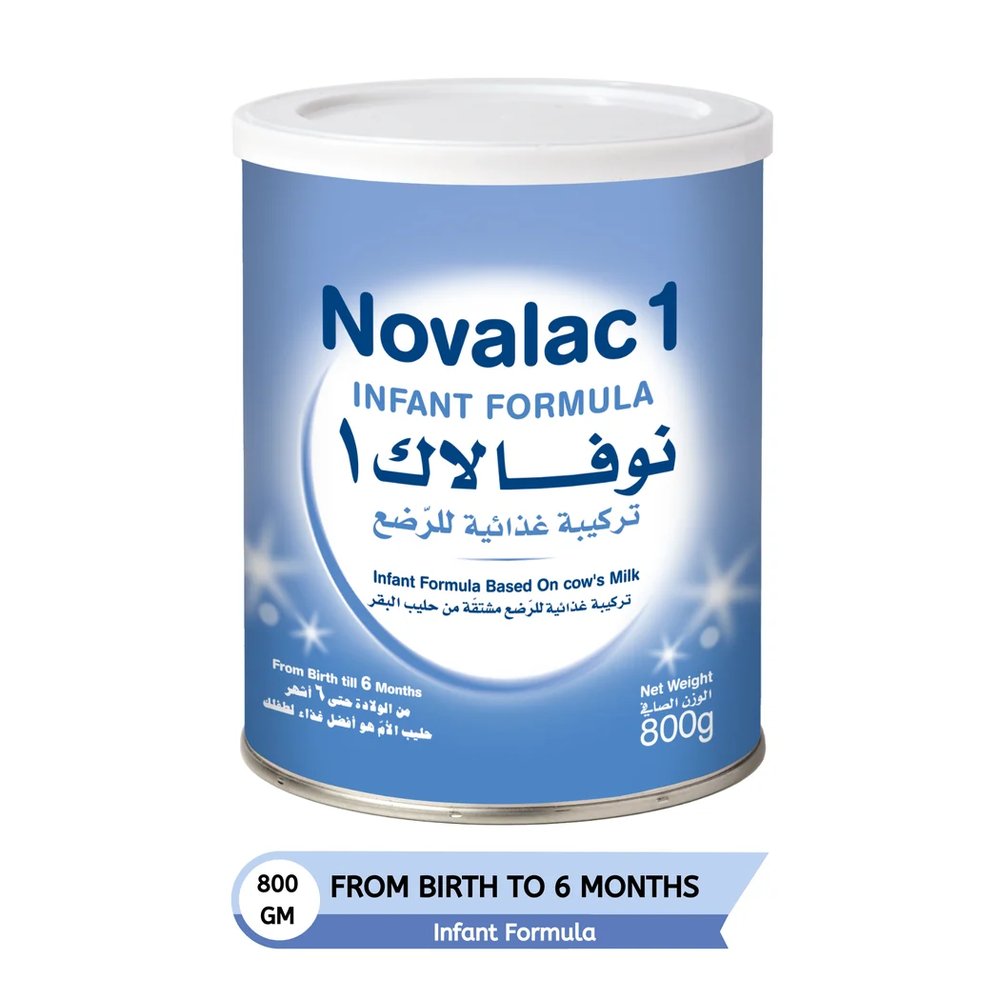 Novalac 1
INFANT FORMULA
نوفالاك ١
تركيبة غذائية للرّضع
Infant Formula Based On cow's Milk
تركيبة غذائية للرَضع مشتقّة من حليب البقر
From Birth till 6 Months
من الولادة حتى ٦ أشهر
حليب الأمّ هو أفضل غذاء لطفلك
Net Weight
الوزن الصافي
800g
800
GM
FROM BIRTH TO 6 MONTHS
Infant Formula